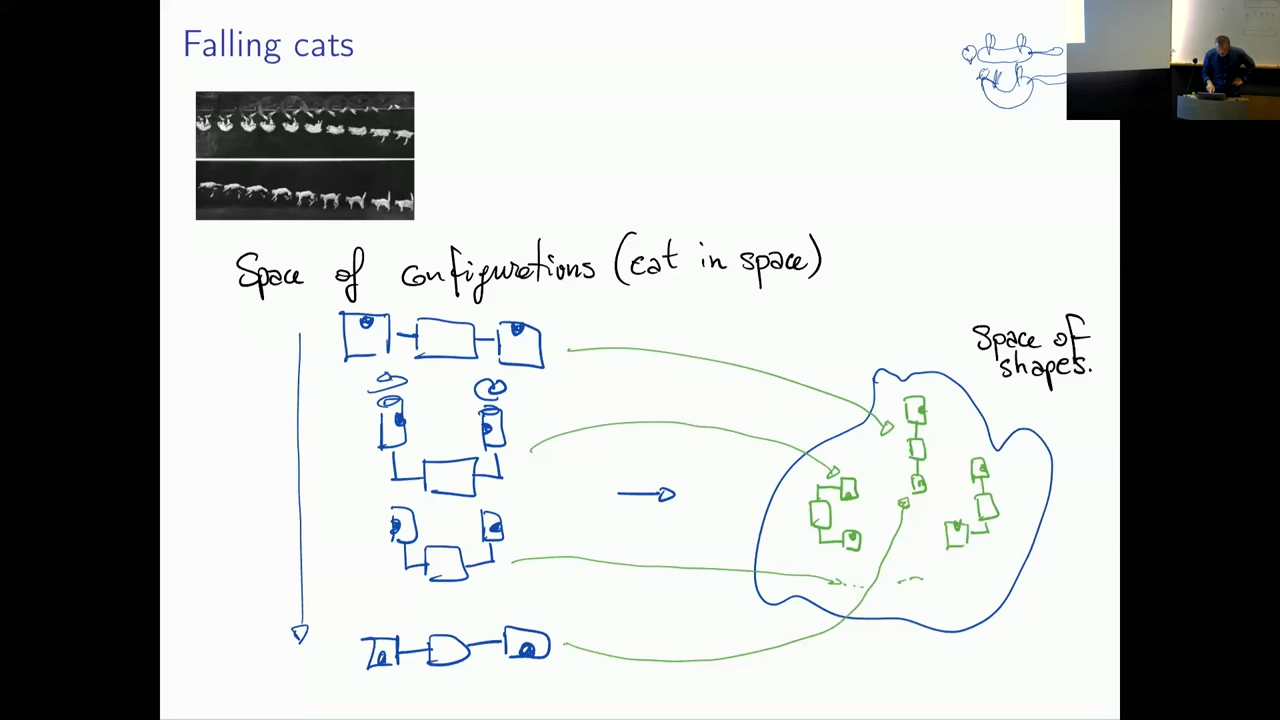 Falling cats
Space of configurations (cat in space)
Space of
shapes.